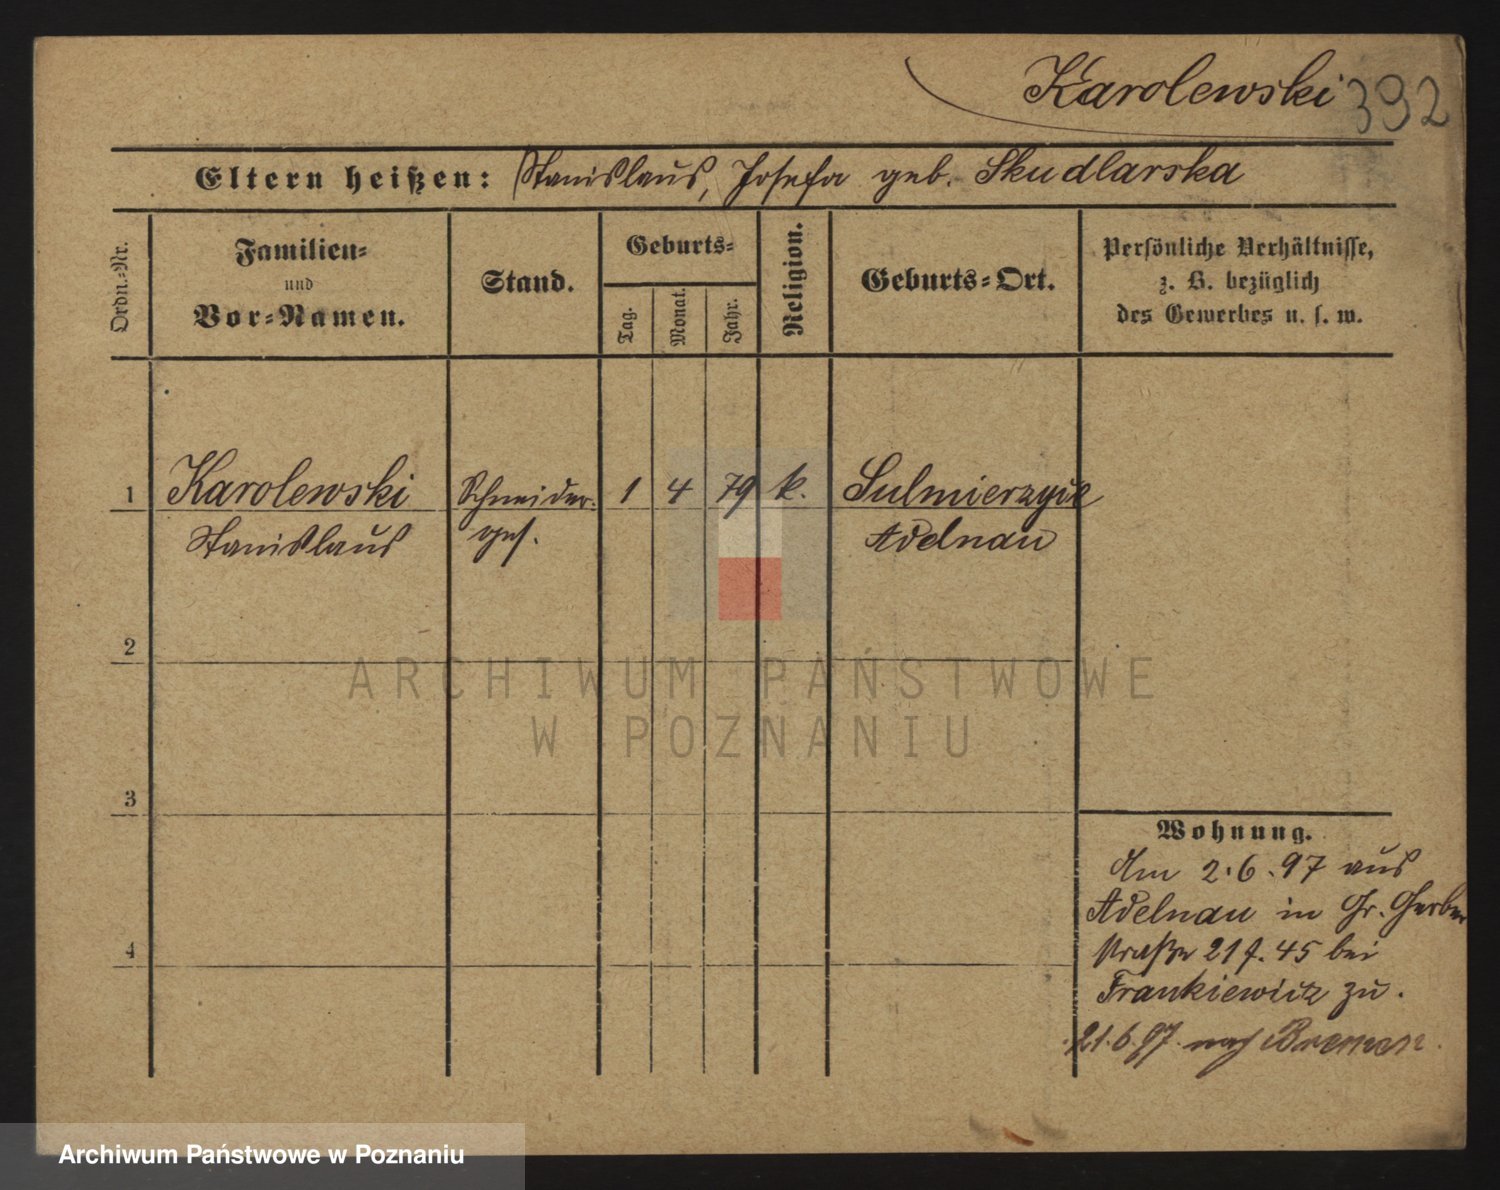 Karolewski 392
Eltern heißen: Stanislaus, Josefa geb. Skudlarska
Ordn.=Nr.
Familien=
und
Vor=Namen.
Stand.
Geburts=
Tag.
Monat.
Jahr.
Religion.
Geburts=Ort.
Persönliche Verhältnisse,
z. B. bezüglich
des Gewerbes u. s. w.
1 Karolewski Schneider= 1 4 79 k. Sulmierzyce
Stanislaus ges. Adelnau
2
3
4
Wohnung.
Am 2.6.97 aus
Adelnau in Gr. Gerber
straße 21 f. 45 bei
Frankiewicz zu.
21.6.97. nach Bremen.
ARCHIWUM PAŃSTWOWE
W POZNANIU
Archiwum Państwowe w Poznaniu